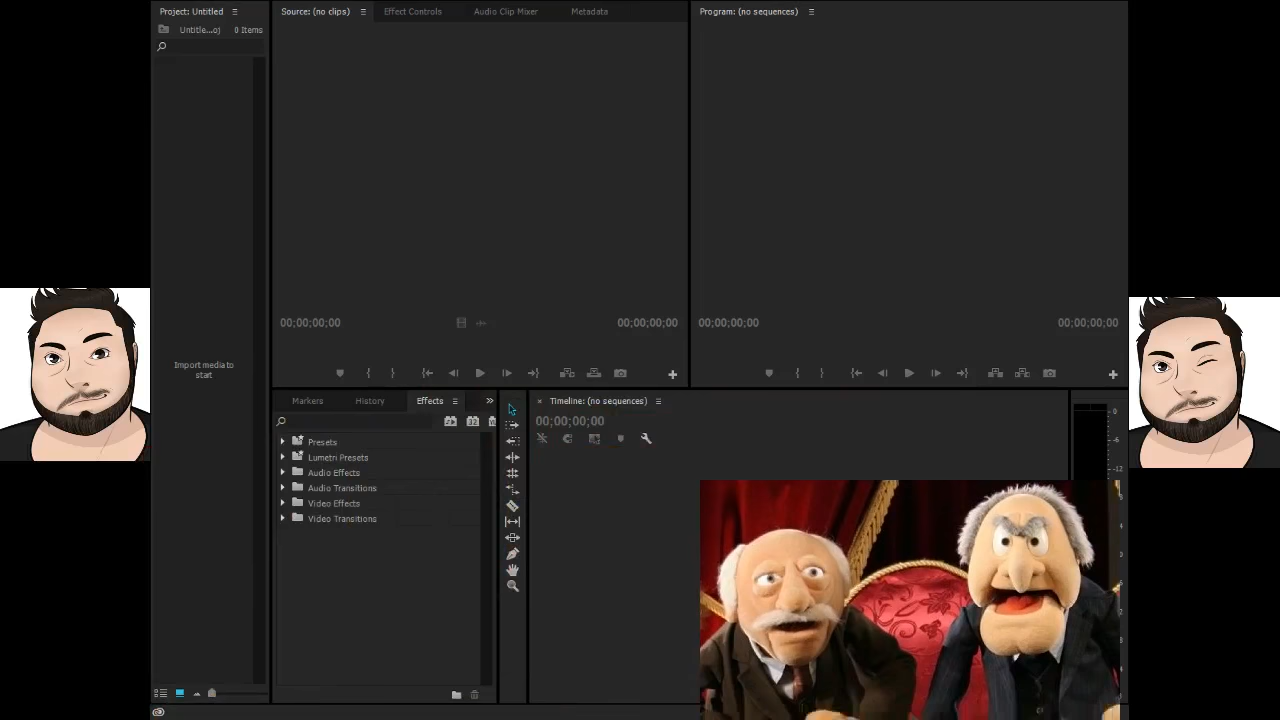 Project: Untitled
Untitle...oj 0 Items
Import media to
start
Source: (no clips) Effect Controls Audio Clip Mixer Metadata
00;00;00;00 00;00;00;00
Program: (no sequences)
00;00;00;00 00;00;00;00
Markers History Effects
Presets
Lumetri Presets
Audio Effects
Audio Transitions
Video Effects
Video Transitions
Timeline: (no sequences)
00;00;00;00
0
-6
-12